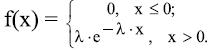 f(x) = { 0, x ≤ 0;
λ·e^{−λ·x}, x > 0.